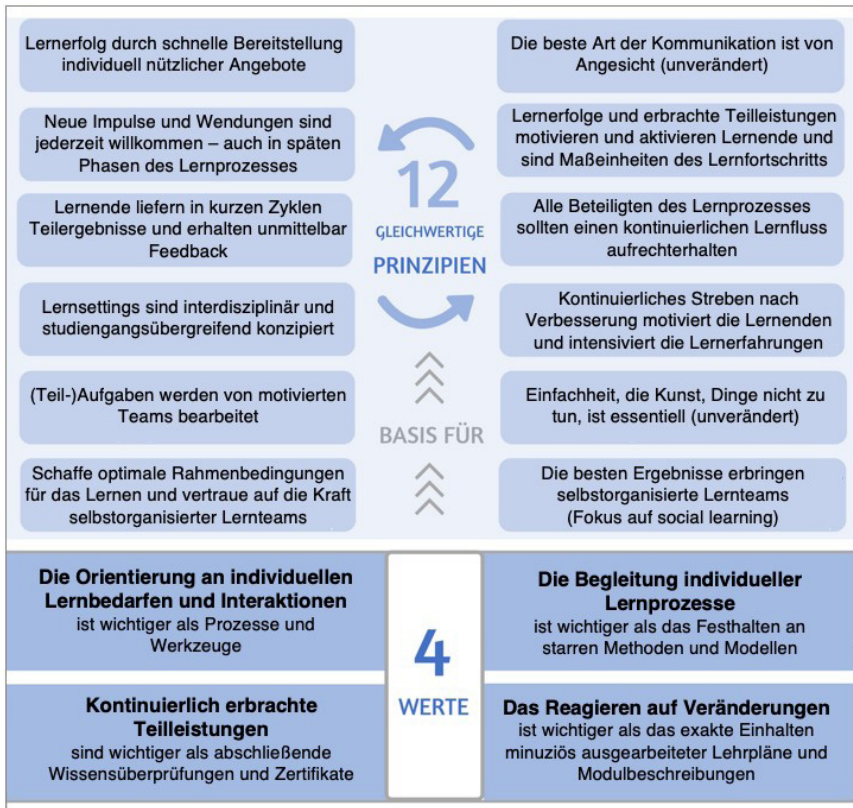 Lernerfolg durch schnelle Bereitstellung
individuell nützlicher Angebote
Neue Impulse und Wendungen sind
jederzeit willkommen – auch in späten
Phasen des Lernprozesses
Lernende liefern in kurzen Zyklen
Teilergebnisse und erhalten unmittelbar
Feedback
Lernsettings sind interdisziplinär und
studiengangsübergreifend konzipiert
(Teil-)Aufgaben werden von motivierten
Teams bearbeitet
Schaffe optimale Rahmenbedingungen
für das Lernen und vertraue auf die Kraft
selbstorganisierter Lernteams
12
GLEICHWERTIGE
PRINZIPIEN
BASIS FÜR
Die beste Art der Kommunikation ist von
Angesicht (unverändert)
Lernerfolge und erbrachte Teilleistungen
motivieren und aktivieren Lernende und
sind Maßeinheiten des Lernfortschritts
Alle Beteiligten des Lernprozesses
sollten einen kontinuierlichen Lernfluss
aufrechterhalten
Kontinuierliches Streben nach
Verbesserung motiviert die Lernenden
und intensiviert die Lernerfahrungen
Einfachheit, die Kunst, Dinge nicht zu
tun, ist essentiell (unverändert)
Die besten Ergebnisse erbringen
selbstorganisierte Lernteams
(Fokus auf social learning)
Die Orientierung an individuellen
Lernbedarfen und Interaktionen
ist wichtiger als Prozesse und
Werkzeuge
Kontinuierlich erbrachte
Teilleistungen
sind wichtiger als abschließende
Wissensüberprüfungen und Zertifikate
4
WERTE
Die Begleitung individueller
Lernprozesse
ist wichtiger als das Festhalten an
starren Methoden und Modellen
Das Reagieren auf Veränderungen
ist wichtiger als das exakte Einhalten
minuziös ausgearbeiteter Lehrpläne und
Modulbeschreibungen